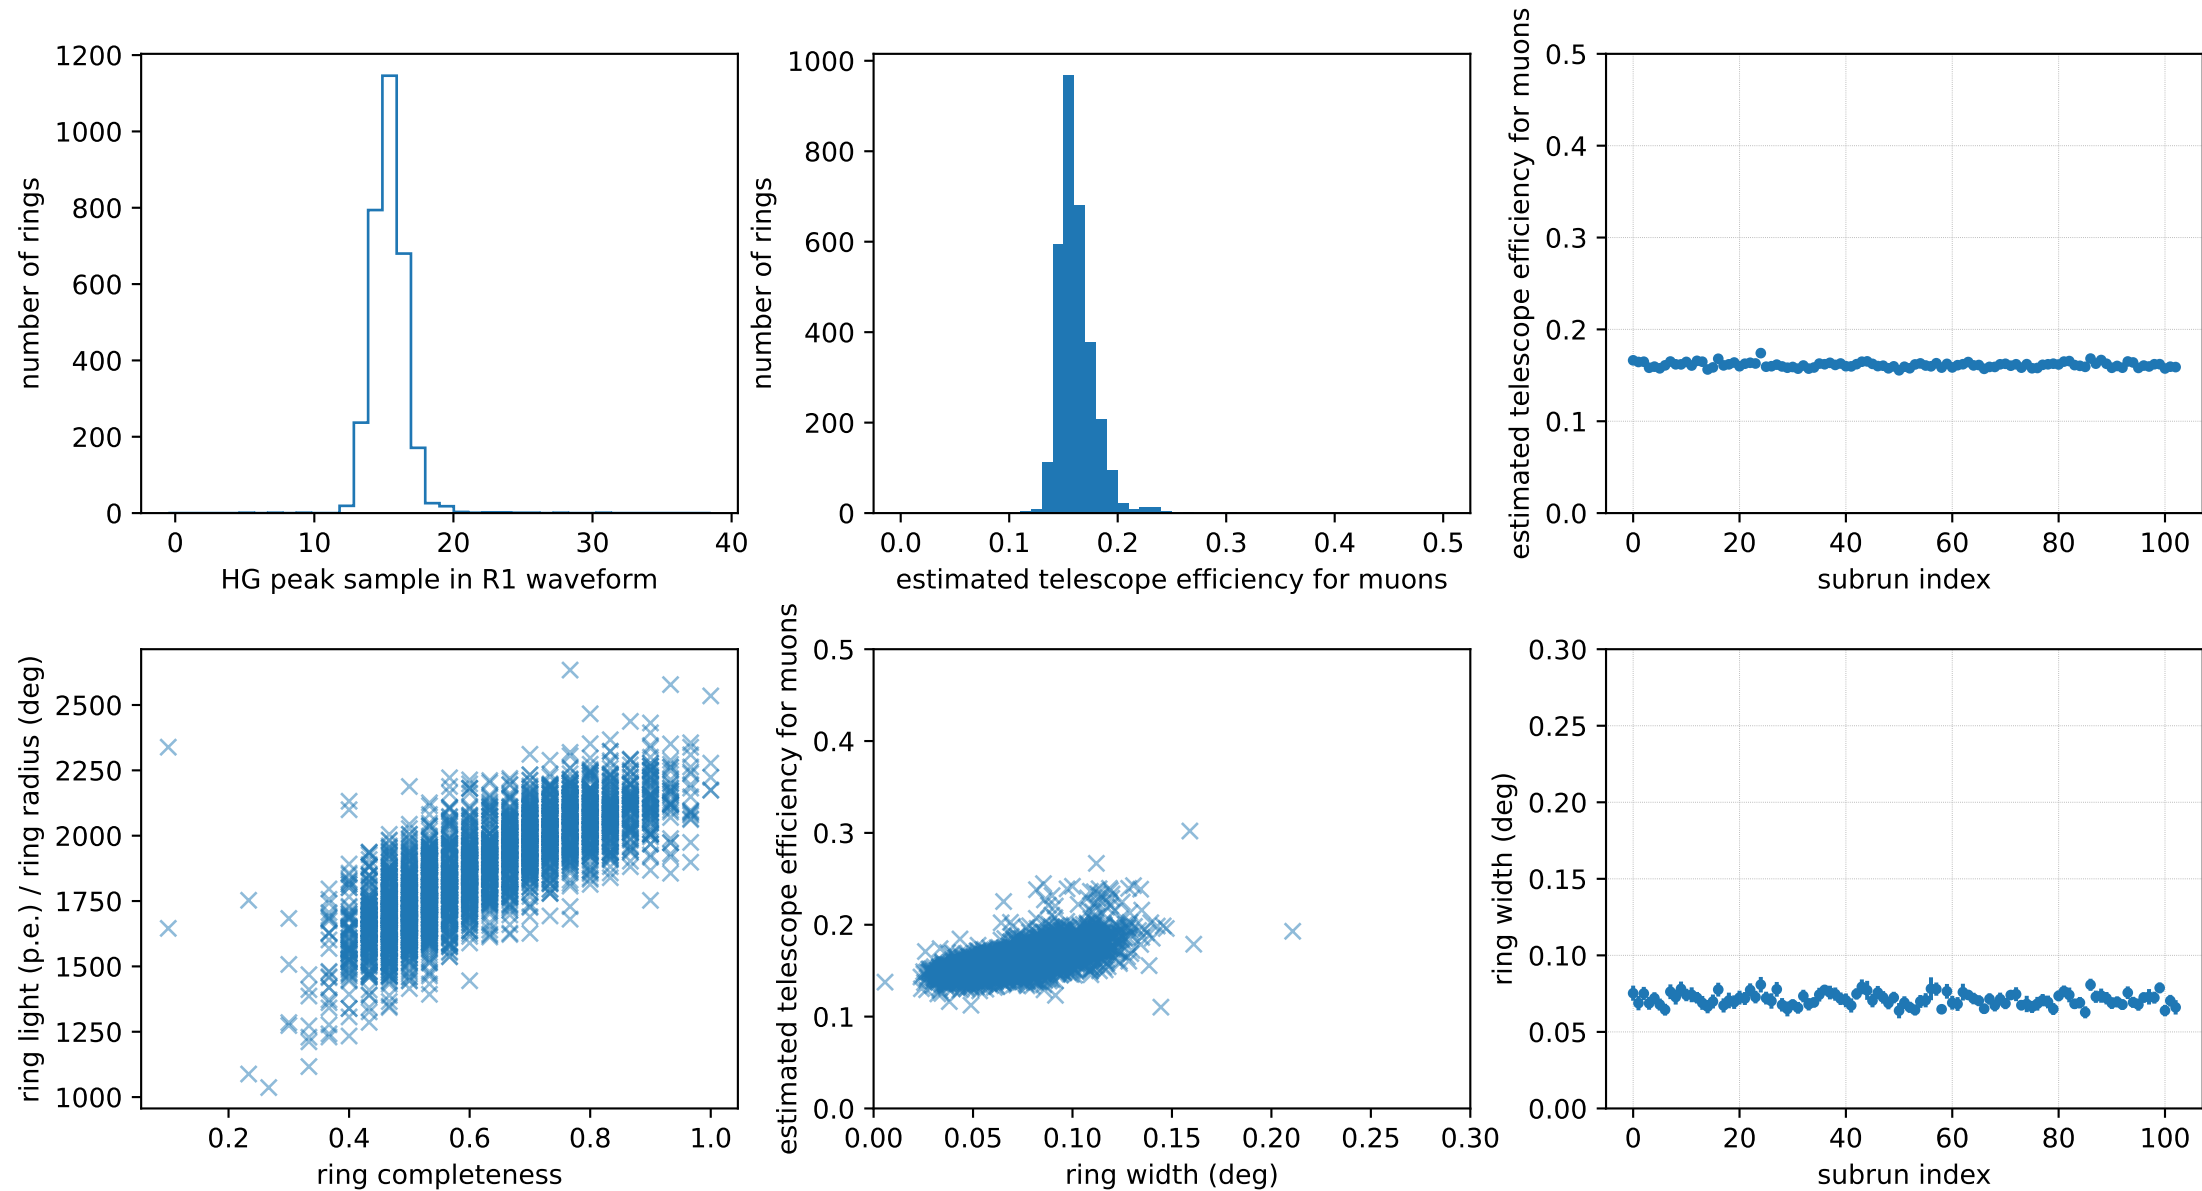 1200
1000
800
600
400
200
0
number of rings
0 10 20 30 40
HG peak sample in R1 waveform
1000
800
600
400
200
0
number of rings
0.0 0.1 0.2 0.3 0.4 0.5
estimated telescope efficiency for muons
0.5
0.4
0.3
0.2
0.1
0.0
estimated telescope efficiency for muons
0 20 40 60 80 100
subrun index
2500
2250
2000
1750
1500
1250
1000
ring light (p.e.) / ring radius (deg)
0.2 0.4 0.6 0.8 1.0
ring completeness
0.5
0.4
0.3
0.2
0.1
0.0
estimated telescope efficiency for muons
0.00 0.05 0.10 0.15 0.20 0.25 0.30
ring width (deg)
0.30
0.25
0.20
0.15
0.10
0.05
0.00
ring width (deg)
0 20 40 60 80 100
subrun index